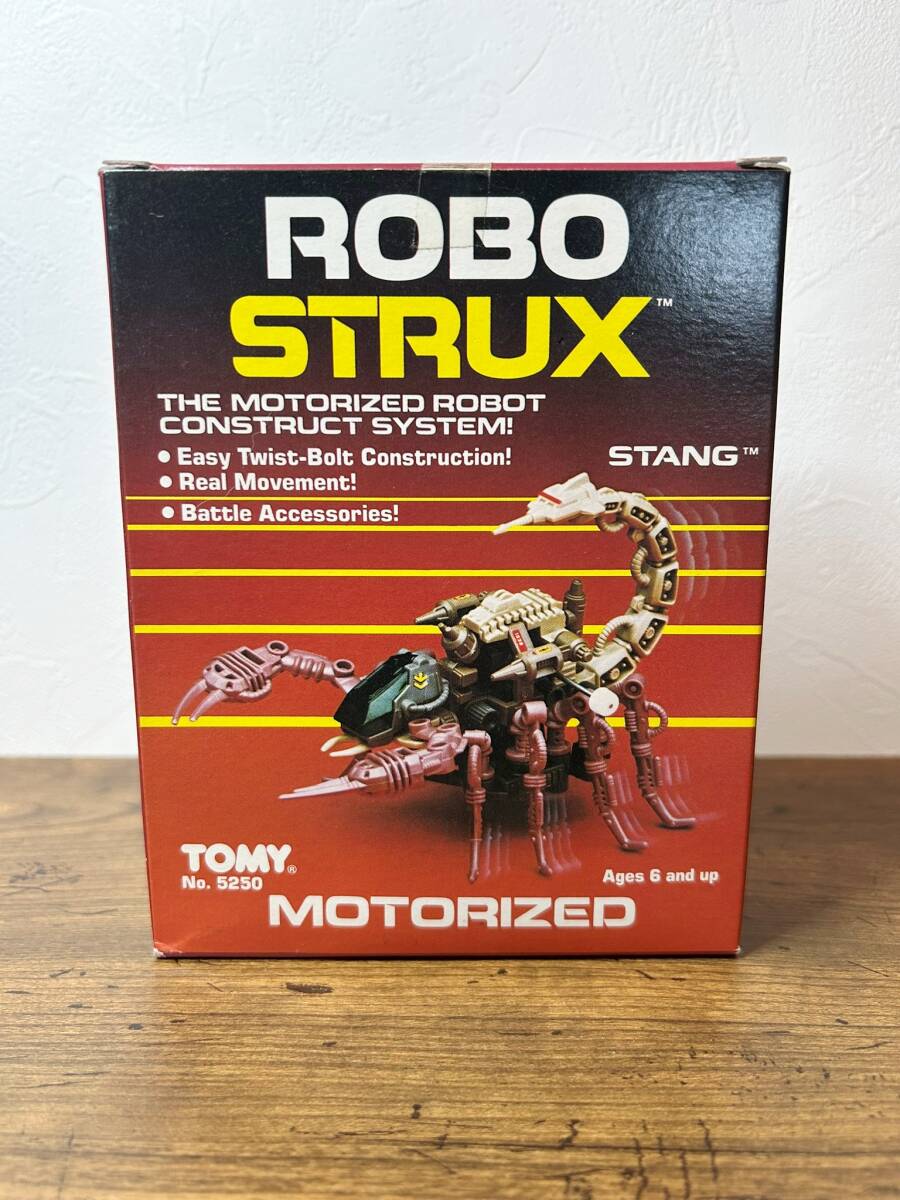 ROBO
STRUX™
THE MOTORIZED ROBOT
CONSTRUCT SYSTEM!
• Easy Twist-Bolt Construction!
• Real Movement!
• Battle Accessories!
STANG™
TOMY®
No. 5250
Ages 6 and up
MOTORIZED